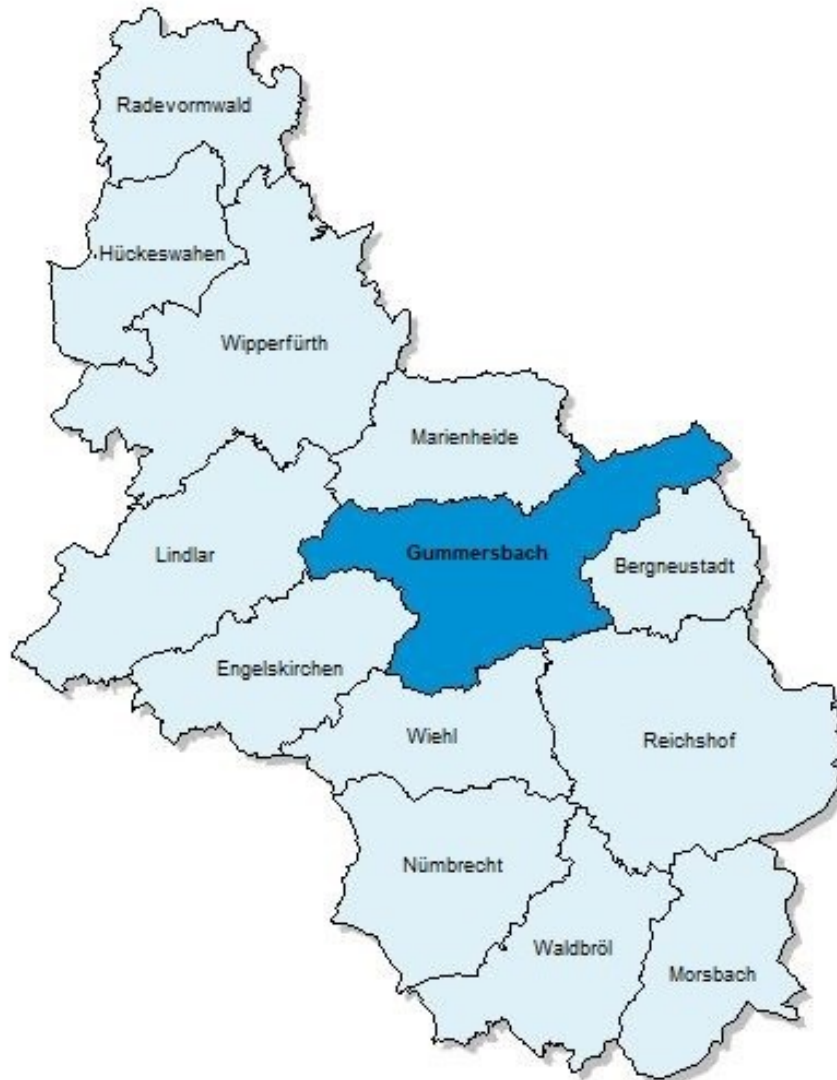 Radevormwald
Hückeswahen
Wipperfürth
Marienheide
Lindlar
Gummersbach
Bergneustadt
Engelskirchen
Wiehl
Reichshof
Nümbrecht
Waldbröl
Morsbach